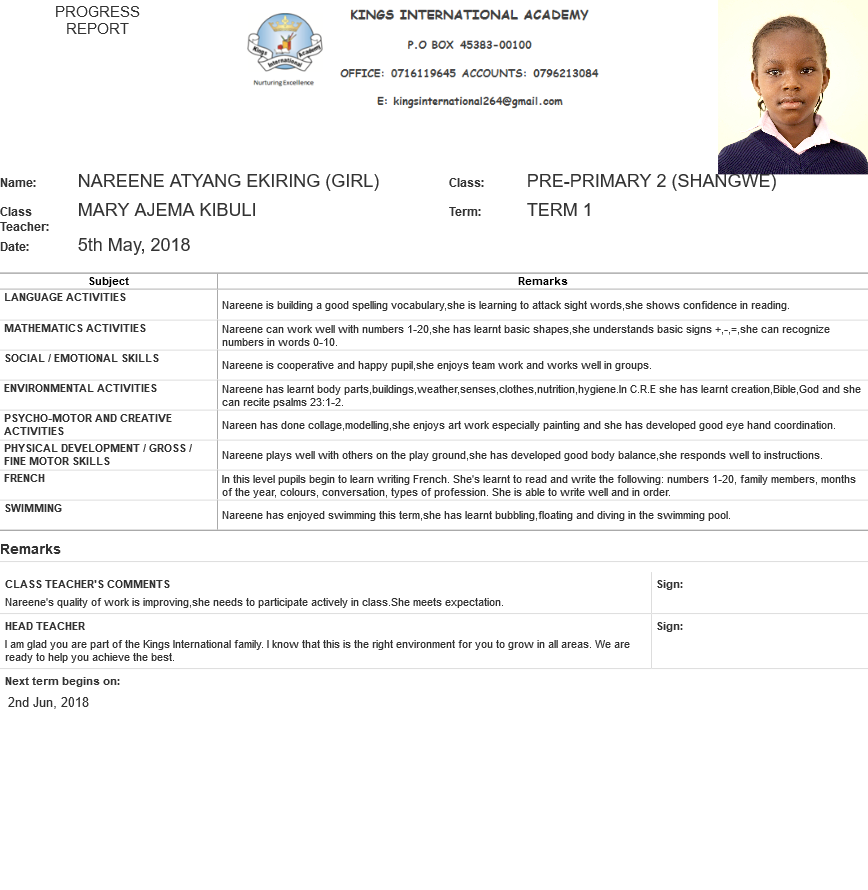 PROGRESS
REPORT
Kings Academy
International
Nurturing Excellence
KINGS INTERNATIONAL ACADEMY
P.O BOX 45383-00100
OFFICE: 0716119645 ACCOUNTS: 0796213084
E: kingsinternational264@gmail.com
Name: NAREENE ATYANG EKIRING (GIRL) Class: PRE-PRIMARY 2 (SHANGWE)
Class Teacher: MARY AJEMA KIBULI Term: TERM 1
Date: 5th May, 2018
Subject Remarks
LANGUAGE ACTIVITIES
Nareene is building a good spelling vocabulary,she is learning to attack sight words,she shows confidence in reading.
MATHEMATICS ACTIVITIES
Nareene can work well with numbers 1-20,she has learnt basic shapes,she understands basic signs +,-,=,she can recognize
numbers in words 0-10.
SOCIAL / EMOTIONAL SKILLS
Nareene is cooperative and happy pupil,she enjoys team work and works well in groups.
ENVIRONMENTAL ACTIVITIES
Nareene has learnt body parts,buildings,weather,senses,clothes,nutrition,hygiene.In C.R.E she has learnt creation,Bible,God and she
can recite psalms 23:1-2.
PSYCHO-MOTOR AND CREATIVE
ACTIVITIES
Nareen has done collage,modelling,she enjoys art work especially painting and she has developed good eye hand coordination.
PHYSICAL DEVELOPMENT / GROSS /
FINE MOTOR SKILLS
Nareene plays well with others on the play ground,she has developed good body balance,she responds well to instructions.
FRENCH
In this level pupils begin to learn writing French. She's learnt to read and write the following: numbers 1-20, family members, months
of the year, colours, conversation, types of profession. She is able to write well and in order.
SWIMMING
Nareene has enjoyed swimming this term,she has learnt bubbling,floating and diving in the swimming pool.
Remarks
CLASS TEACHER'S COMMENTS Sign:
Nareene's quality of work is improving,she needs to participate actively in class.She meets expectation.
HEAD TEACHER Sign:
I am glad you are part of the Kings International family. I know that this is the right environment for you to grow in all areas. We are
ready to help you achieve the best.
Next term begins on:
2nd Jun, 2018